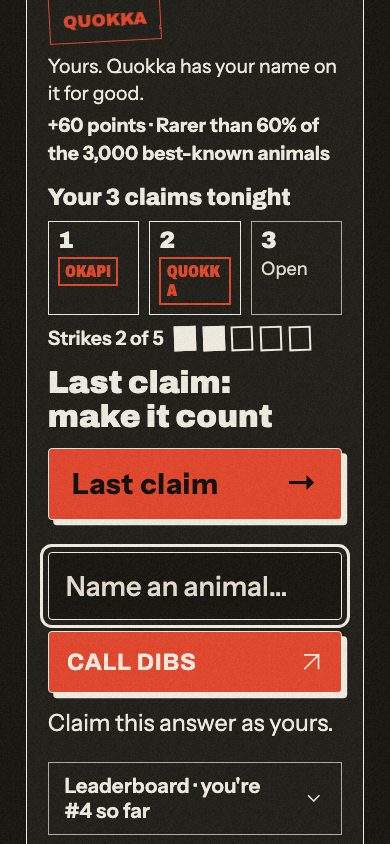 QUOKKA
Yours. Quokka has your name on
it for good.
+60 points · Rarer than 60% of
the 3,000 best-known animals
Your 3 claims tonight
1
OKAPI
2
QUOKK
A
3
Open
Strikes 2 of 5
Last claim:
make it count
Last claim →
Name an animal...
CALL DIBS
Claim this answer as yours.
Leaderboard · you're
#4 so far